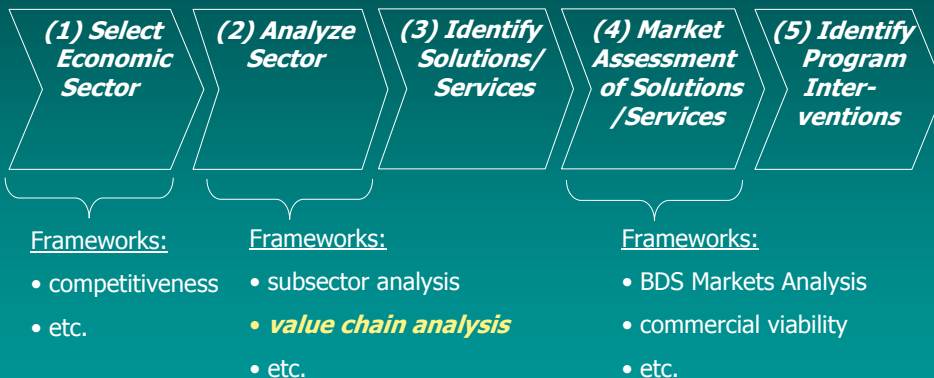 (1) Select
Economic
Sector
(2) Analyze
Sector
(3) Identify
Solutions/
Services
(4) Market
Assessment
of Solutions
/Services
(5) Identify
Program
Inter-
ventions
Frameworks:
• competitiveness
• etc.
Frameworks:
• subsector analysis
• value chain analysis
• etc.
Frameworks:
• BDS Markets Analysis
• commercial viability
• etc.